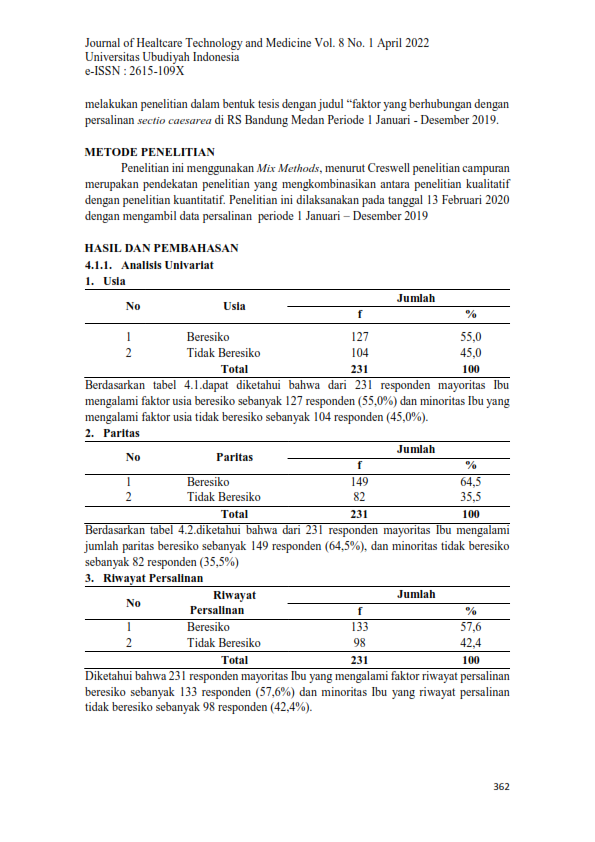 Journal of Healtcare Technology and Medicine Vol. 8 No. 1 April 2022
Universitas Ubudiyah Indonesia
e-ISSN : 2615-109X
melakukan penelitian dalam bentuk tesis dengan judul “faktor yang berhubungan dengan
persalinan sectio caesarea di RS Bandung Medan Periode 1 Januari - Desember 2019.
METODE PENELITIAN
Penelitian ini menggunakan Mix Methods, menurut Creswell penelitian campuran
merupakan pendekatan penelitian yang mengkombinasikan antara penelitian kualitatif
dengan penelitian kuantitatif. Penelitian ini dilaksanakan pada tanggal 13 Februari 2020
dengan mengambil data persalinan periode 1 Januari – Desember 2019
HASIL DAN PEMBAHASAN
4.1.1. Analisis Univariat
1. Usia
No Usia Jumlah
f %
1 Beresiko 127 55,0
2 Tidak Beresiko 104 45,0
Total 231 100
Berdasarkan tabel 4.1.dapat diketahui bahwa dari 231 responden mayoritas Ibu
mengalami faktor usia beresiko sebanyak 127 responden (55,0%) dan minoritas Ibu yang
mengalami faktor usia tidak beresiko sebanyak 104 responden (45,0%).
2. Paritas
No Paritas Jumlah
f %
1 Beresiko 149 64,5
2 Tidak Beresiko 82 35,5
Total 231 100
Berdasarkan tabel 4.2.diketahui bahwa dari 231 responden mayoritas Ibu mengalami
jumlah paritas beresiko sebanyak 149 responden (64,5%), dan minoritas tidak beresiko
sebanyak 82 responden (35,5%)
3. Riwayat Persalinan
No Riwayat Jumlah
Persalinan f %
1 Beresiko 133 57,6
2 Tidak Beresiko 98 42,4
Total 231 100
Diketahui bahwa 231 responden mayoritas Ibu yang mengalami faktor riwayat persalinan
beresiko sebanyak 133 responden (57,6%) dan minoritas Ibu yang riwayat persalinan
tidak beresiko sebanyak 98 responden (42,4%).
362